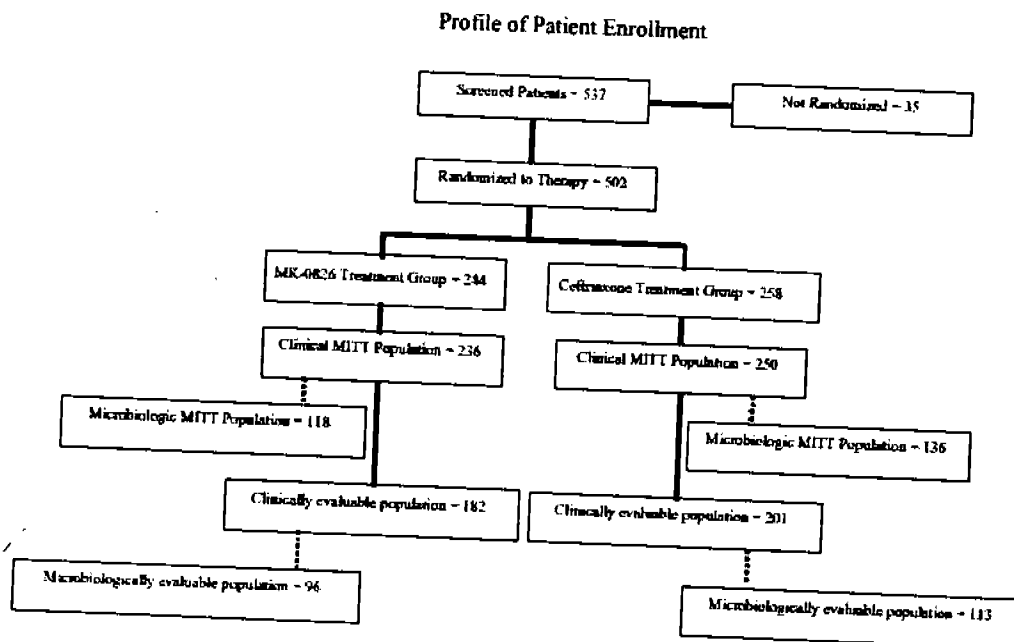 Profile of Patient Enrollment
Screened Patients = 537
Not Randomized = 35
Randomized to Therapy = 502
MK-0826 Treatment Group = 244
Ceftriaxone Treatment Group = 258
Clinical MITT Population = 236
Clinical MITT Population = 250
Microbiologic MITT Population = 118
Microbiologic MITT Population = 136
Clinically evaluable population = 182
Clinically evaluable population = 201
Microbiologically evaluable population = 96
Microbiologically evaluable population = 113